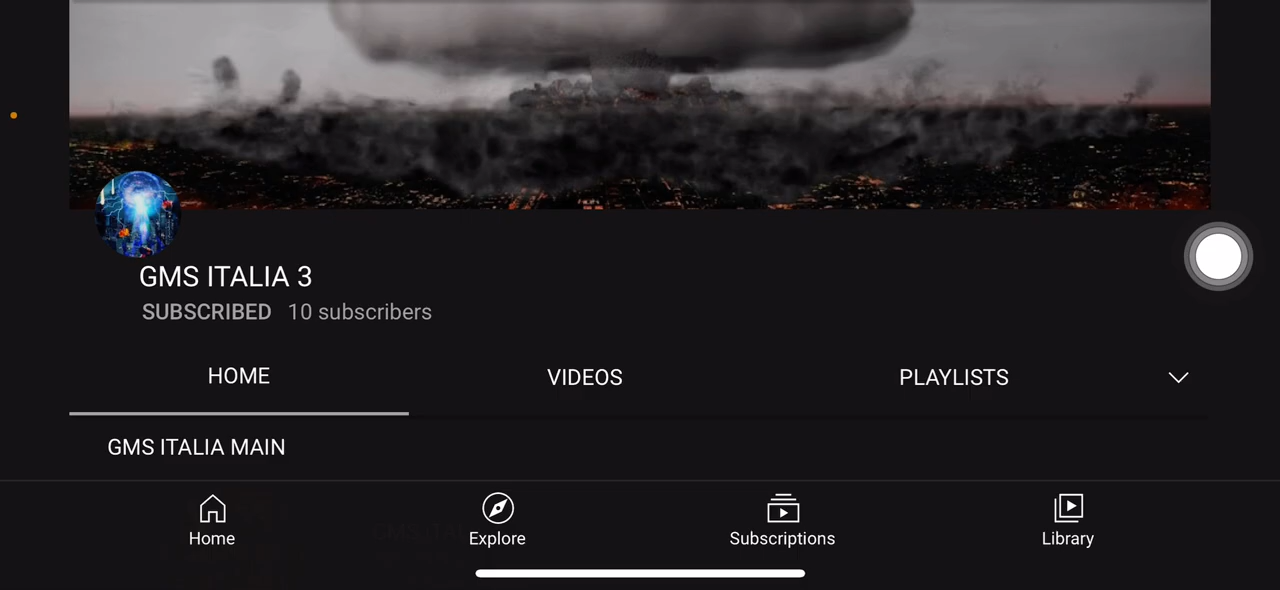 GMS ITALIA 3
SUBSCRIBED 10 subscribers
HOME VIDEOS PLAYLISTS
GMS ITALIA MAIN
Home Explore Subscriptions Library